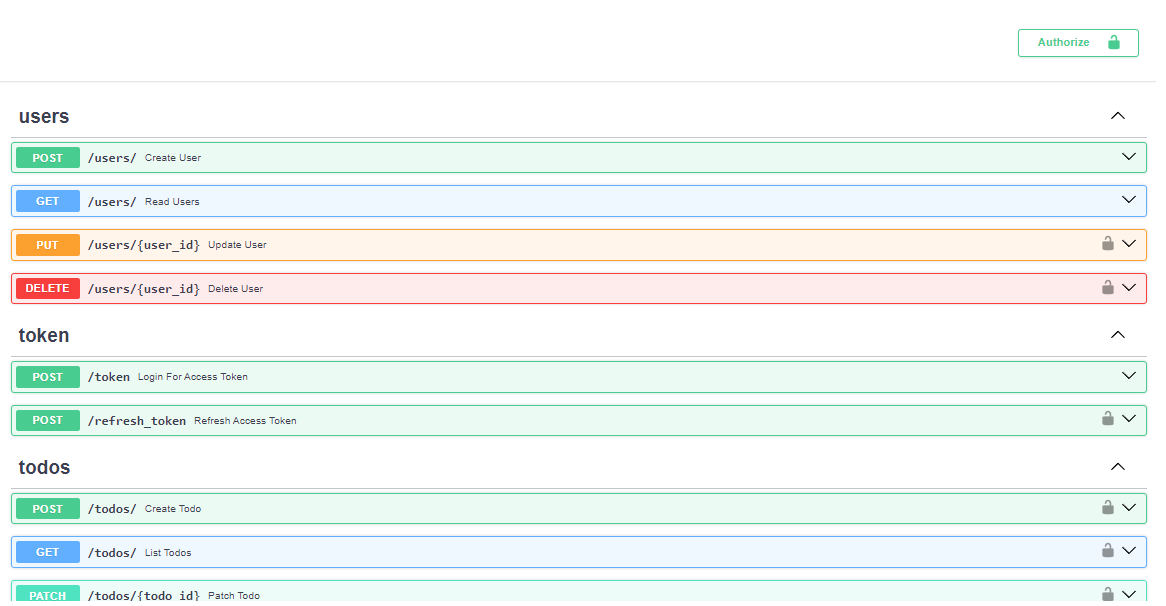 Authorize
users
POST /users/ Create User
GET /users/ Read Users
PUT /users/{user_id} Update User
DELETE /users/{user_id} Delete User
token
POST /token Login For Access Token
POST /refresh_token Refresh Access Token
todos
POST /todos/ Create Todo
GET /todos/ List Todos
PATCH /todos/{todo_id} Patch Todo